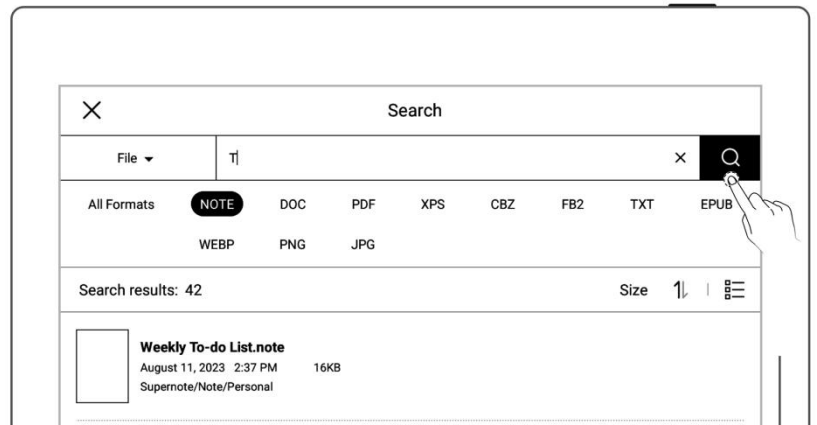 Search
File T
All Formats NOTE DOC PDF XPS CBZ FB2 TXT EPUB
WEBP PNG JPG
Search results: 42 Size
Weekly To-do List.note
August 11, 2023 2:37 PM 16KB
Supernote/Note/Personal